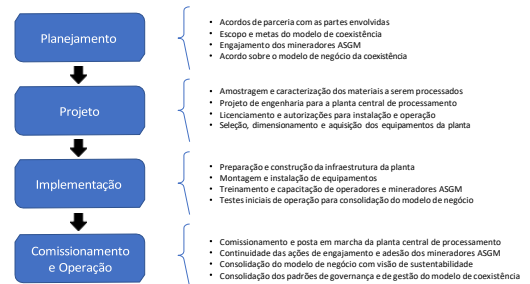 Planejamento
• Acordos de parceria com as partes envolvidas
• Escopo e metas do modelo de coexistência
• Engajamento dos mineradores ASGM
• Acordo sobre o modelo de negócio da coexistência
Projeto
• Amostragem e caracterização dos materiais a serem processados
• Projeto de engenharia para a planta central de processamento
• Licenciamento e autorizações para instalação e operação
• Seleção, dimensionamento e aquisição dos equipamentos da planta
Implementação
• Preparação e construção da infraestrutura da planta
• Montagem e instalação de equipamentos
• Treinamento e capacitação de operadores e mineradores ASGM
• Testes iniciais de operação para consolidação do modelo de negócio
Comissionamento
e Operação
• Comissionamento e posta em marcha da planta central de processamento
• Continuidade das ações de engajamento e adesão dos mineradores ASGM
• Consolidação do modelo de negócio com visão de sustentabilidade
• Consolidação dos padrões de governança e de gestão do modelo de coexistência